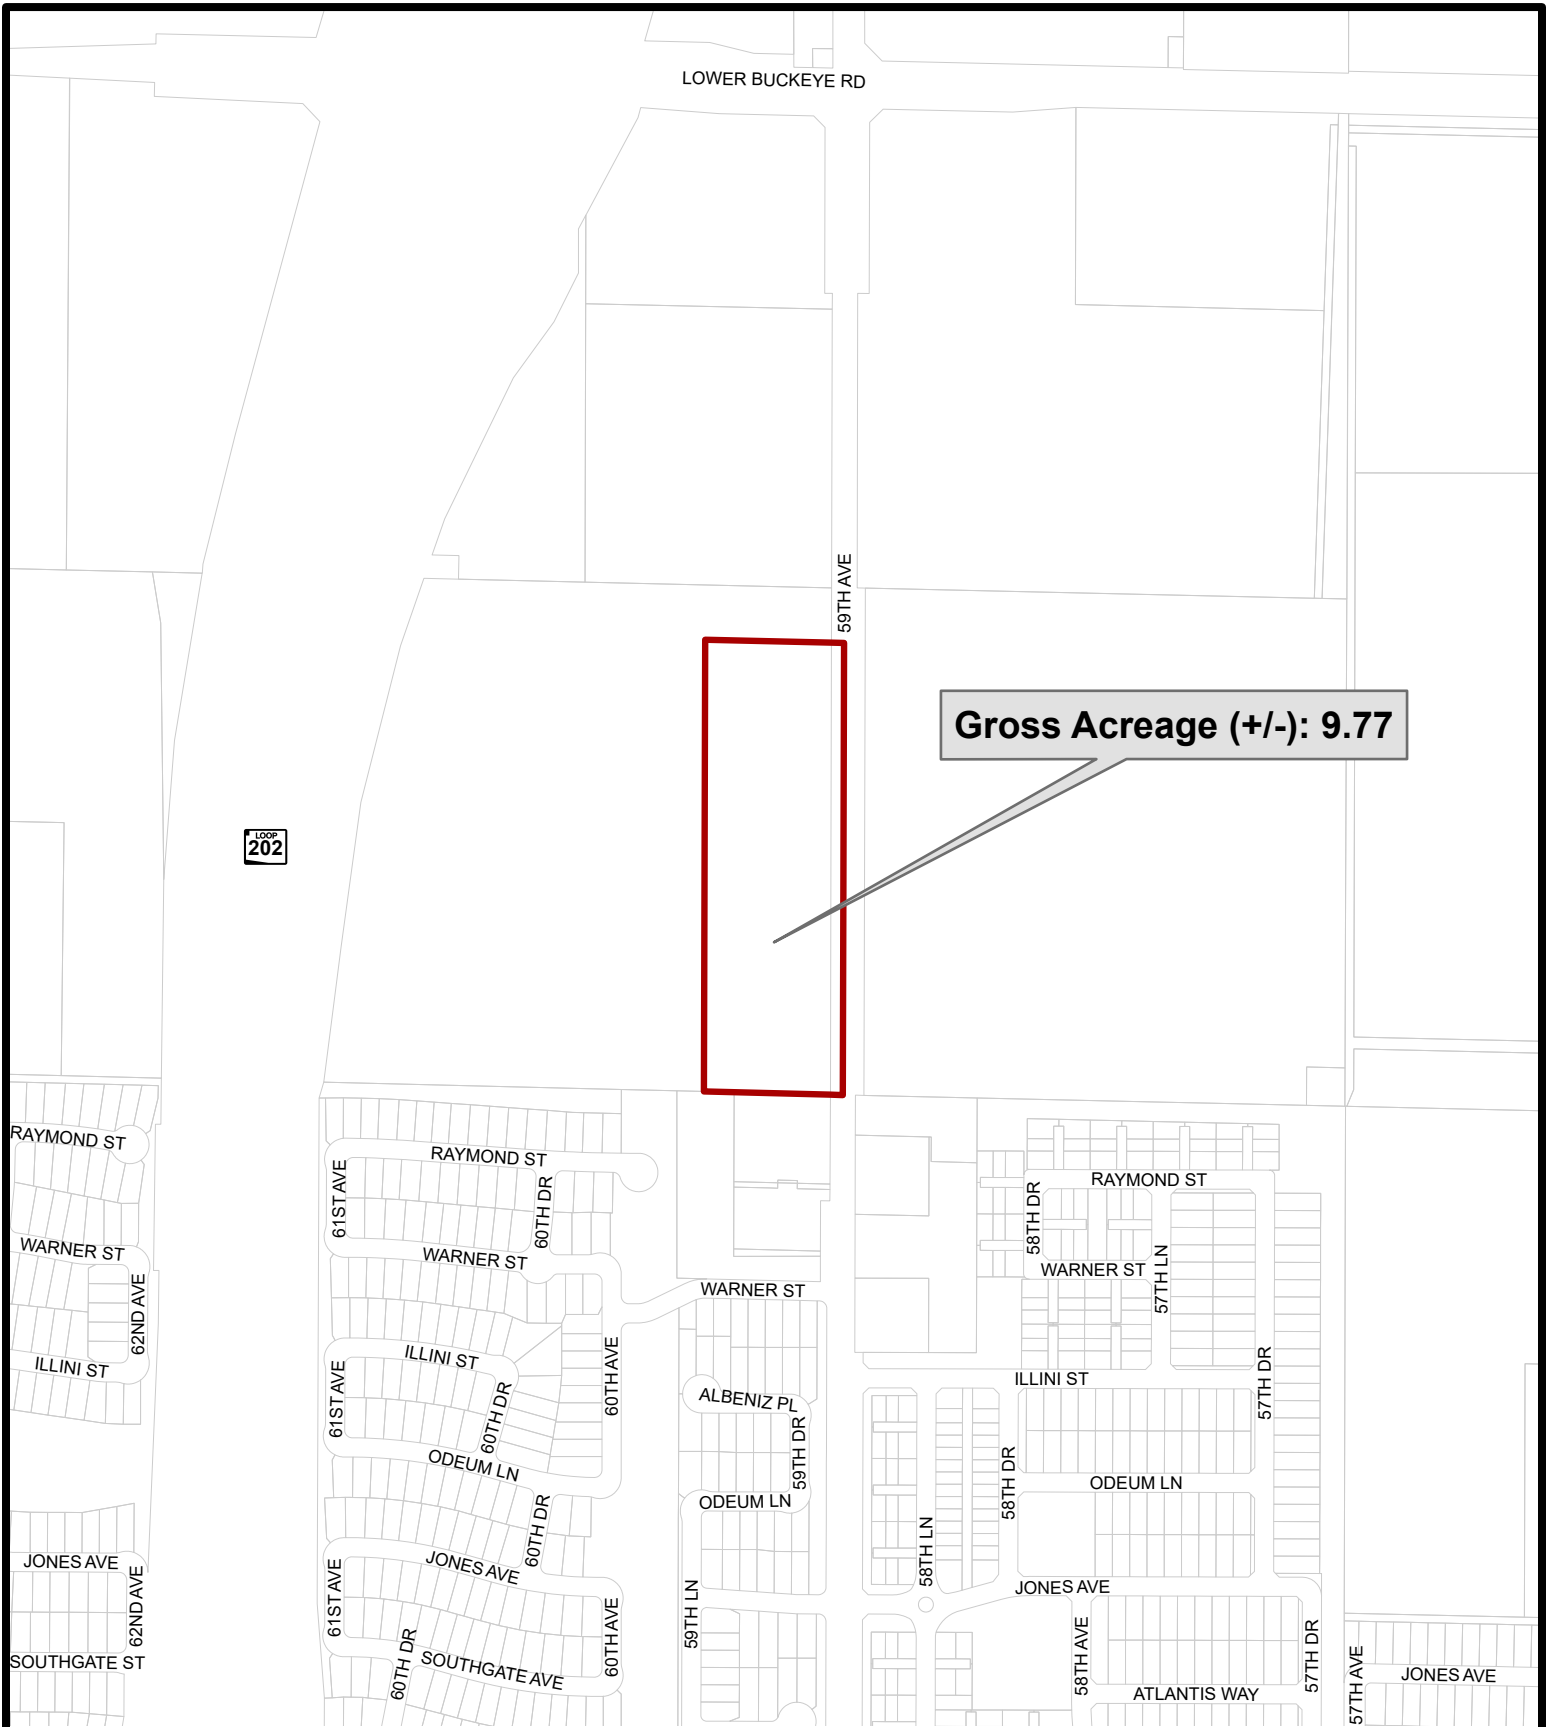 LOWER BUCKEYE RD
59TH AVE
Gross Acreage (+/-): 9.77
LOOP
202
RAYMOND ST
RAYMOND ST
RAYMOND ST
61ST AVE
60TH DR
58TH DR
WARNER ST
WARNER ST
WARNER ST
WARNER ST
57TH LN
62ND AVE
ILLINI ST
ILLINI ST
ILLINI ST
61ST AVE
60TH DR
60TH AVE
ALBENIZ PL
57TH DR
59TH DR
ODEUM LN
ODEUM LN
ODEUM LN
58TH DR
60TH DR
58TH LN
JONES AVE
JONES AVE
JONES AVE
62ND AVE
61ST AVE
60TH DR
60TH AVE
59TH LN
58TH AVE
57TH DR
57TH AVE
SOUTHGATE ST
SOUTHGATE AVE
JONES AVE
ATLANTIS WAY